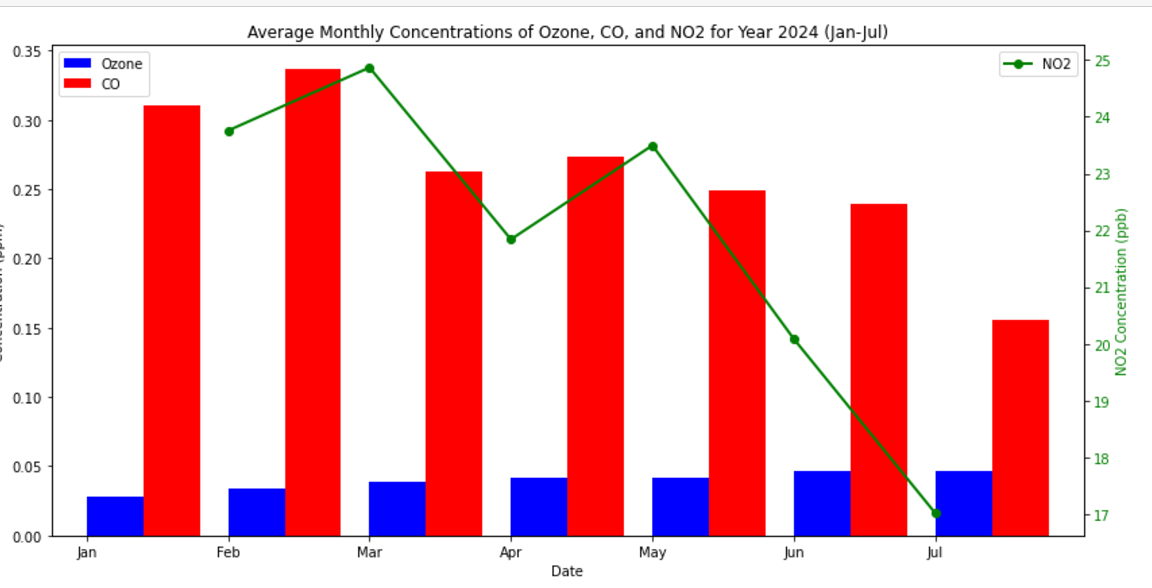 Average Monthly Concentrations of Ozone, CO, and NO2 for Year 2024 (Jan-Jul)
Ozone
CO
NO2
0.35
0.30
0.25
0.20
0.15
0.10
0.05
0.00
25
24
23
22
21
20
19
18
17
NO2 Concentration (ppb)
Jan Feb Mar Apr May Jun Jul
Date